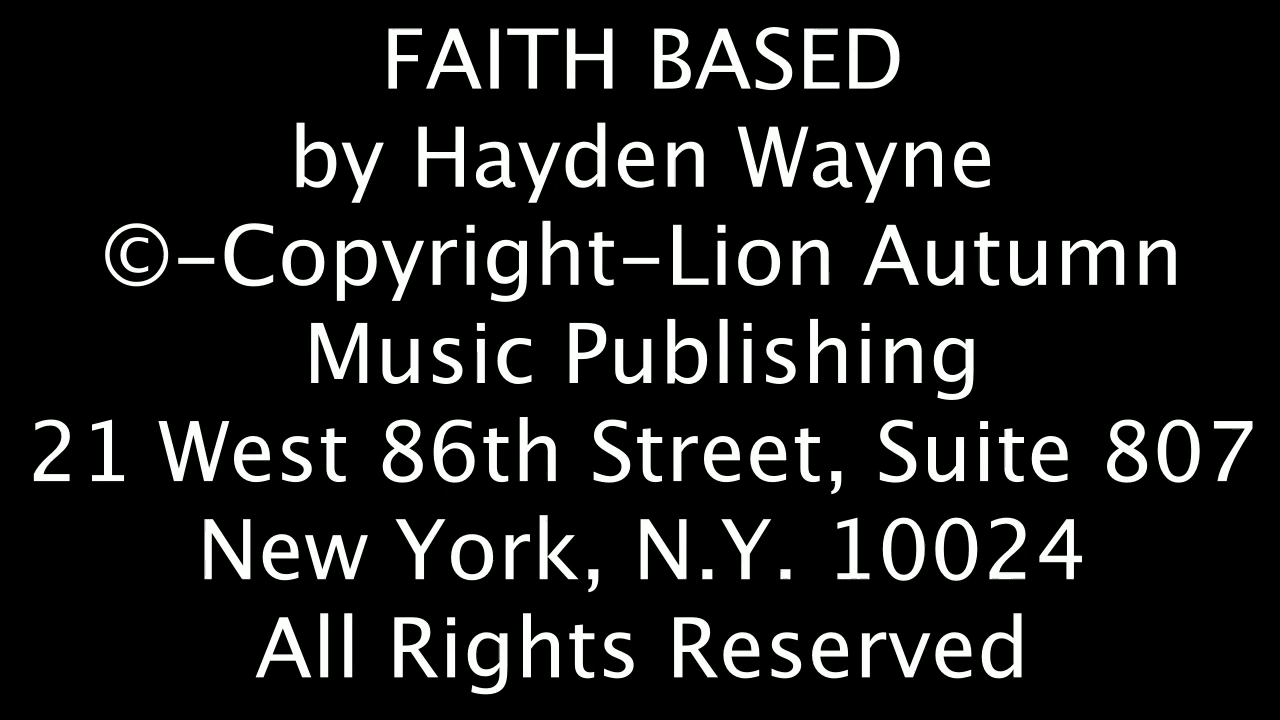 FAITH BASED
by Hayden Wayne
©-Copyright-Lion Autumn
Music Publishing
21 West 86th Street, Suite 807
New York, N.Y. 10024
All Rights Reserved